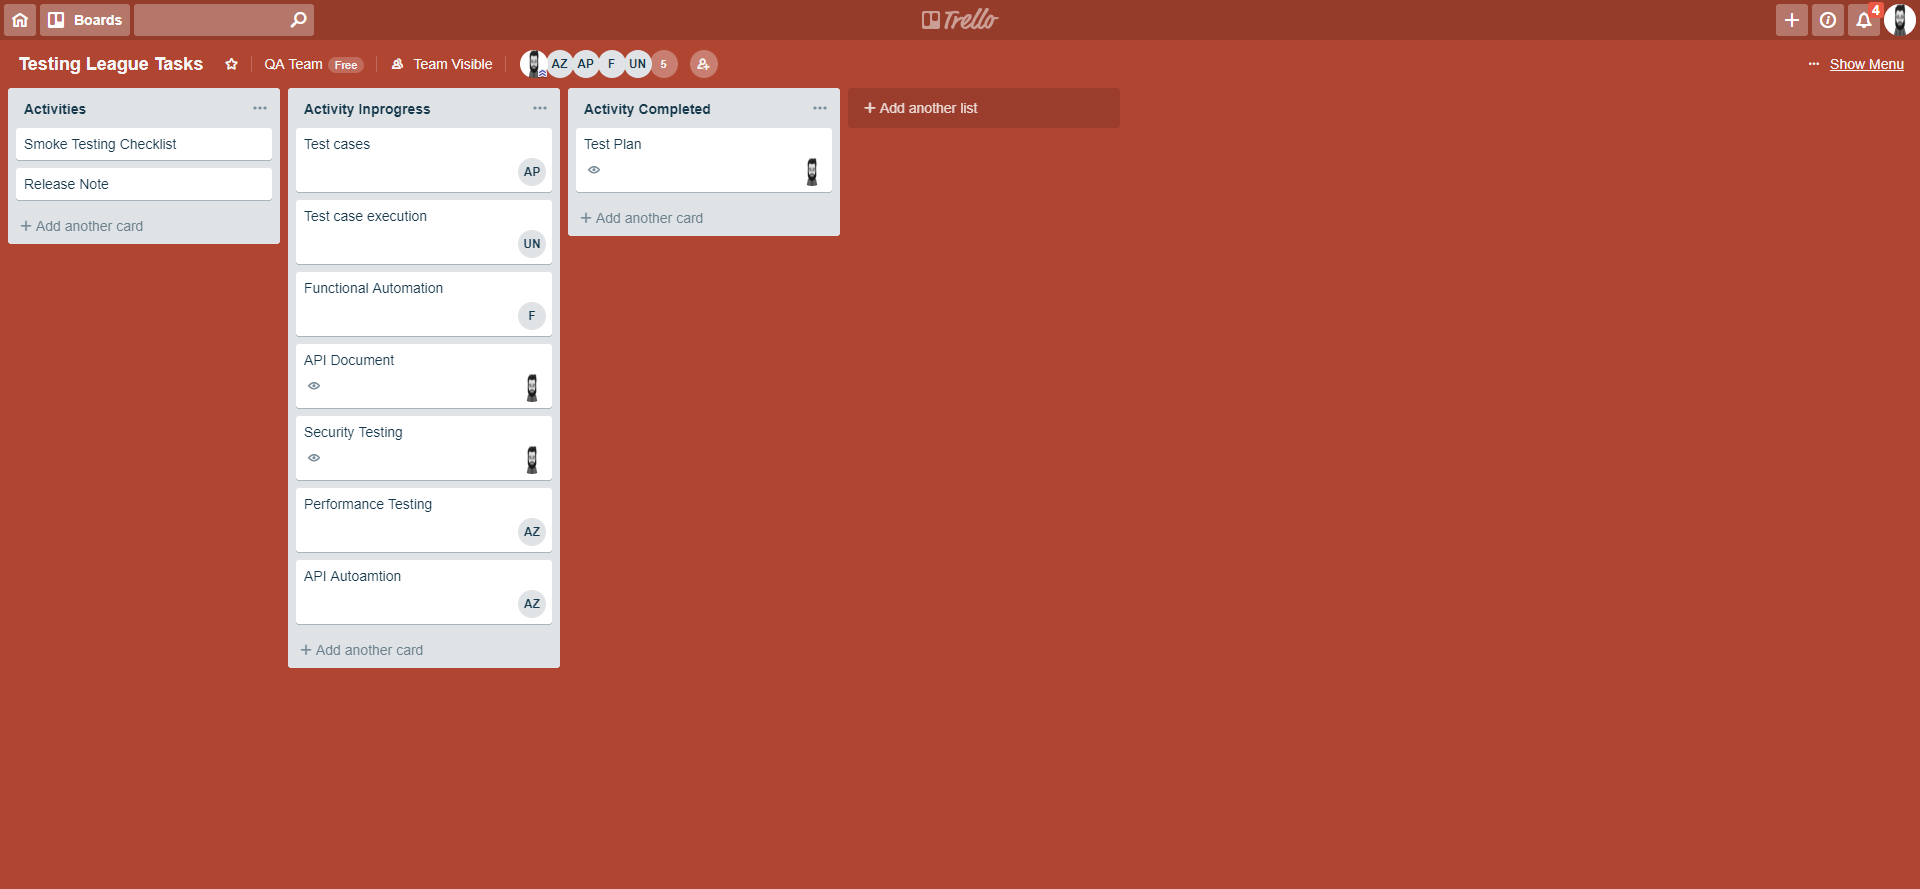 Boards
Trello
4
Testing League Tasks
QA Team Free
Team Visible
AZ AP F UN 5
Show Menu
Activities
Smoke Testing Checklist
Release Note
+ Add another card
Activity Inprogress
Test cases
AP
Test case execution
UN
Functional Automation
F
API Document
Security Testing
Performance Testing
AZ
API Autoamtion
AZ
+ Add another card
Activity Completed
Test Plan
+ Add another card
+ Add another list